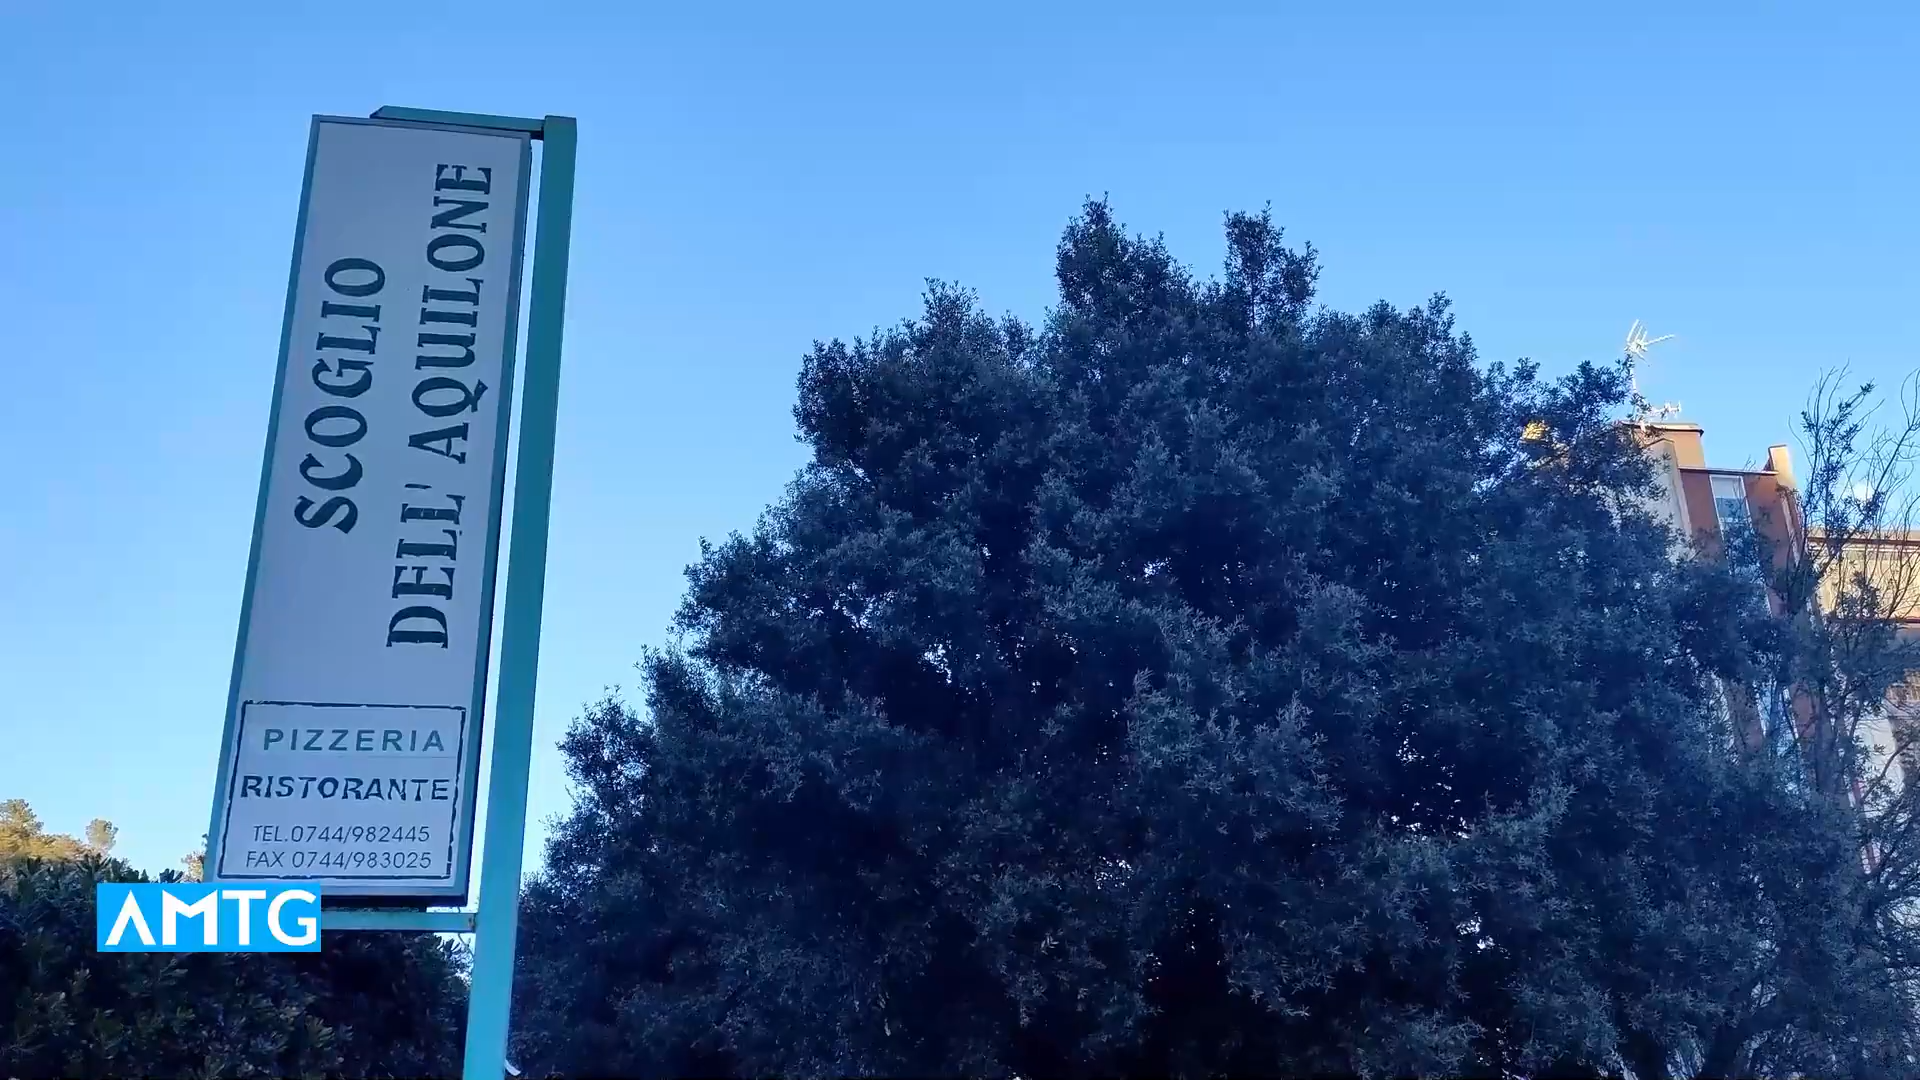 SCOGLIO
DELL' AQUILONE
PIZZERIA
RISTORANTE
TEL.0744/982445
FAX 0744/983025
AMTG